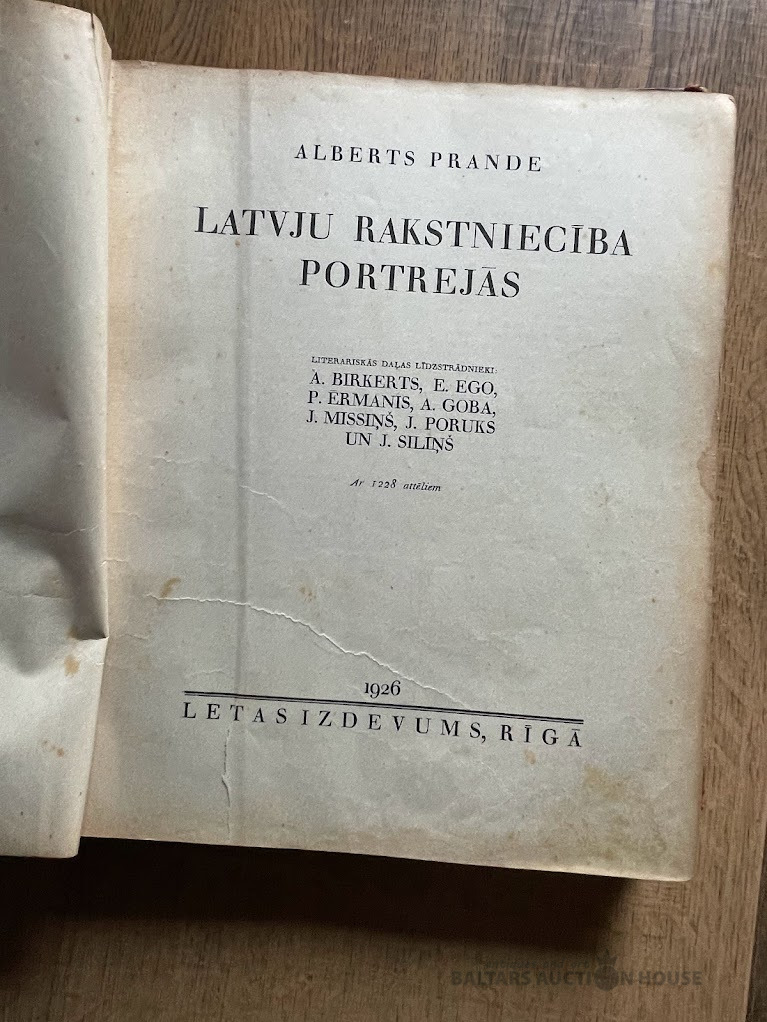 ALBERTS PRANDE
LATVJU RAKSTNIECĪBA
PORTREJĀS
LITERARISKĀS DAĻAS LĪDZSTRĀDNIEKI:
A. BIRKERTS, E. EGO,
P. ERMANIS, A. GOBA,
J. MISSIŅŠ, J. PORUKS
UN J. SILIŅŠ
Ar 1228 attēliem
1926
LETAS IZDEVUMS, RĪGĀ
BALTARS AUCTION HOUSE